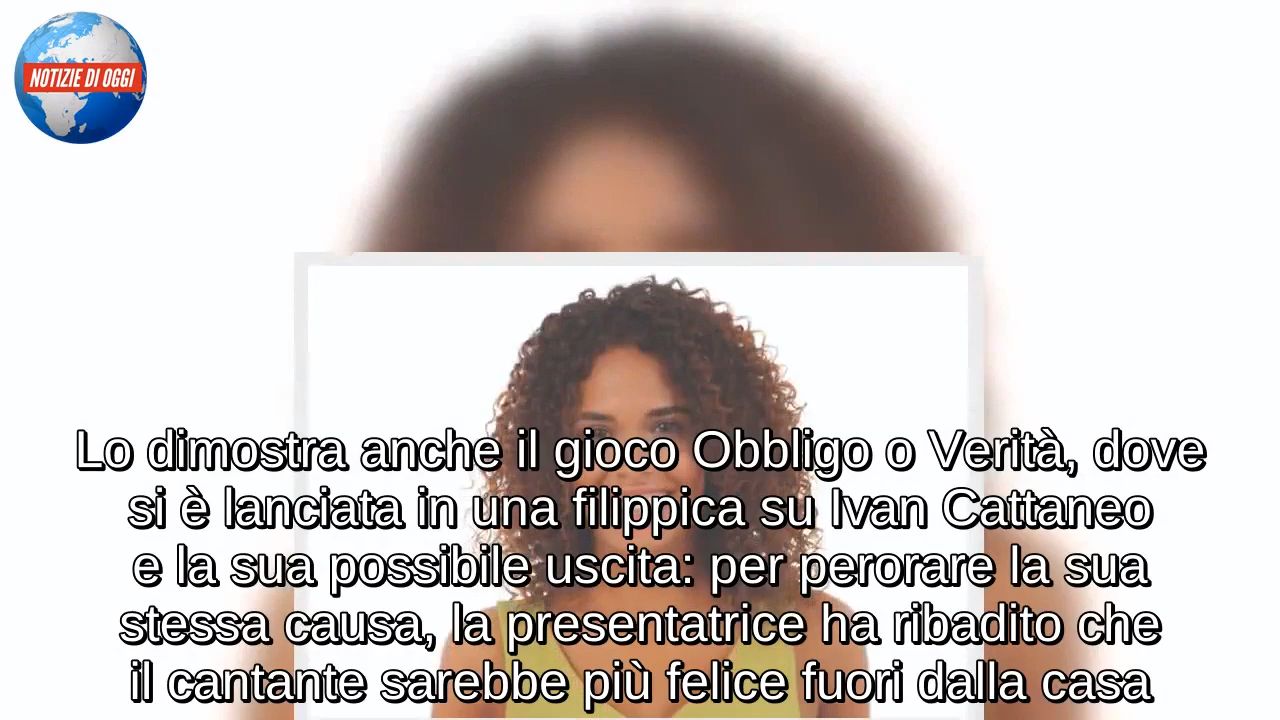 NOTIZIE DI OGGI
Lo dimostra anche il gioco Obbligo o Verità, dove
si è lanciata in una filippica su Ivan Cattaneo
e la sua possibile uscita: per perorare la sua
stessa causa, la presentatrice ha ribadito che
il cantante sarebbe più felice fuori dalla casa